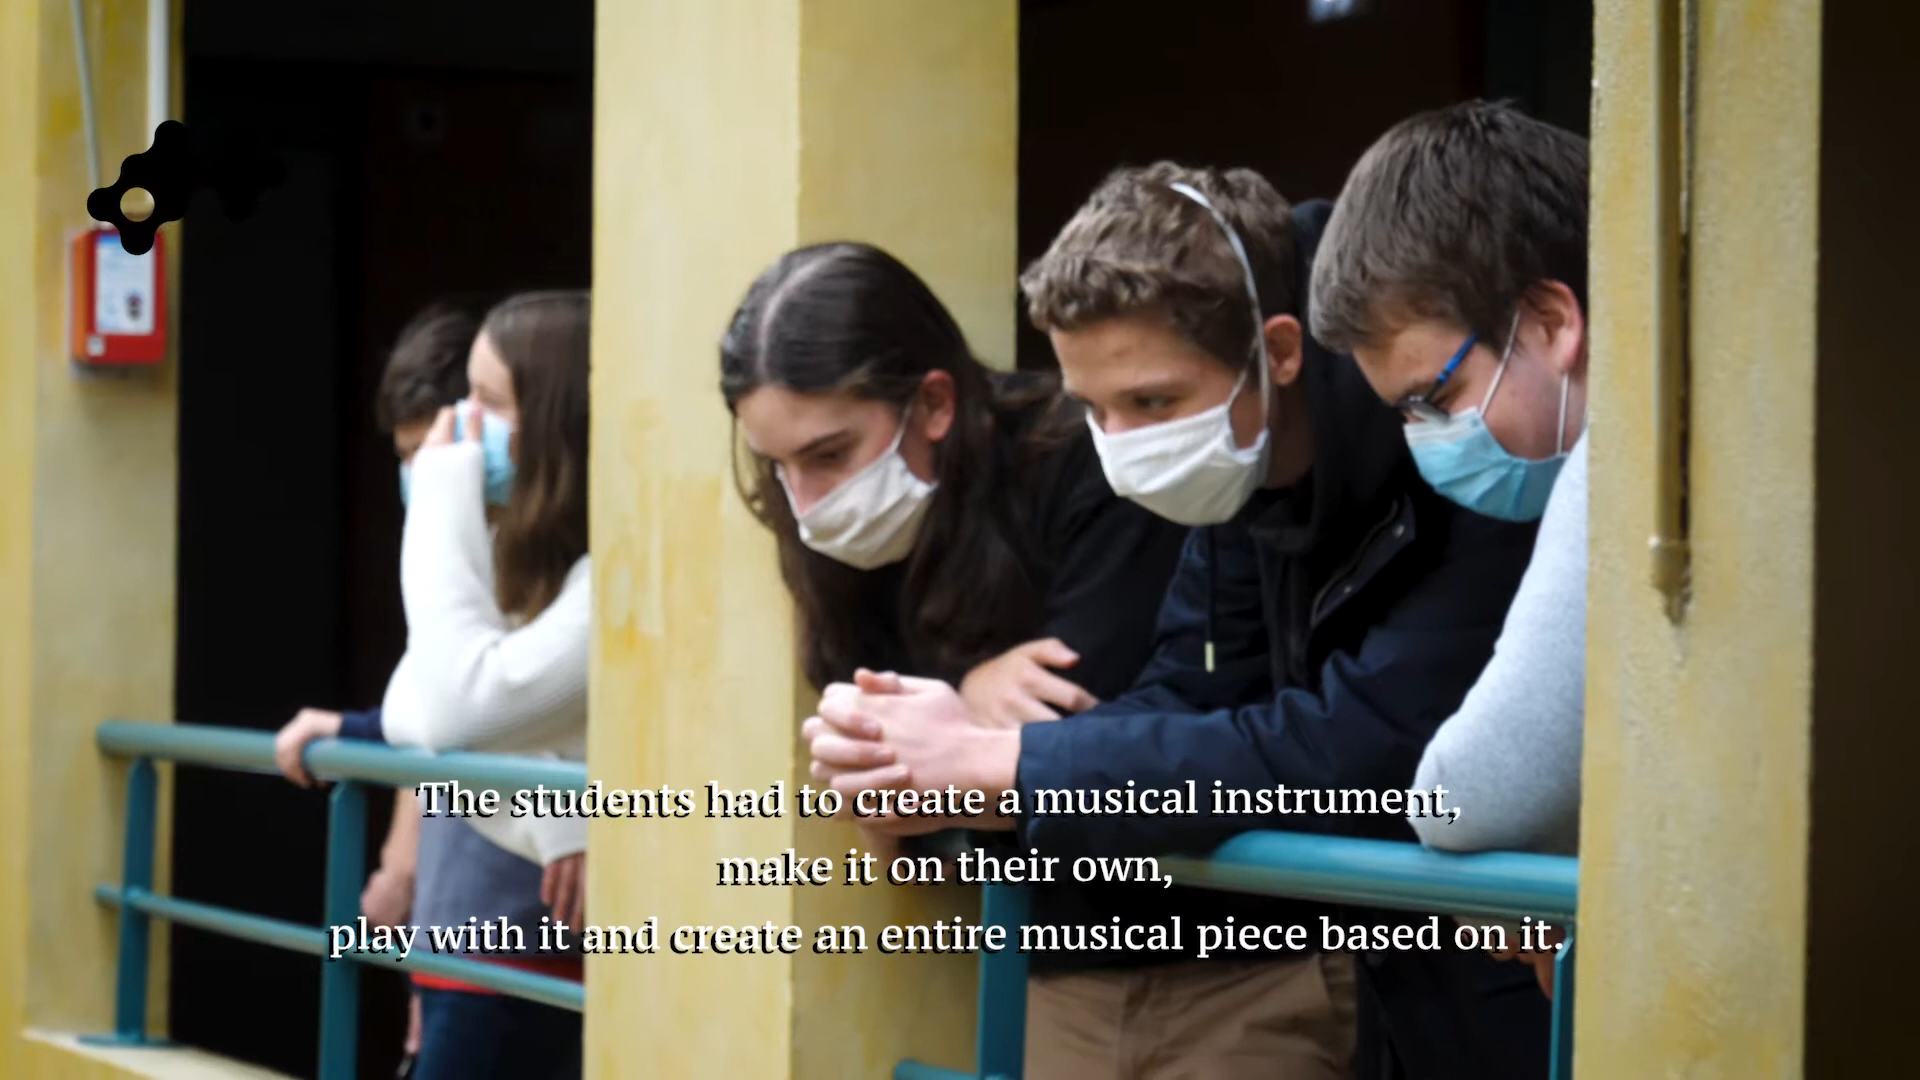 The students had to create a musical instrument,
make it on their own,
play with it and create an entire musical piece based on it.